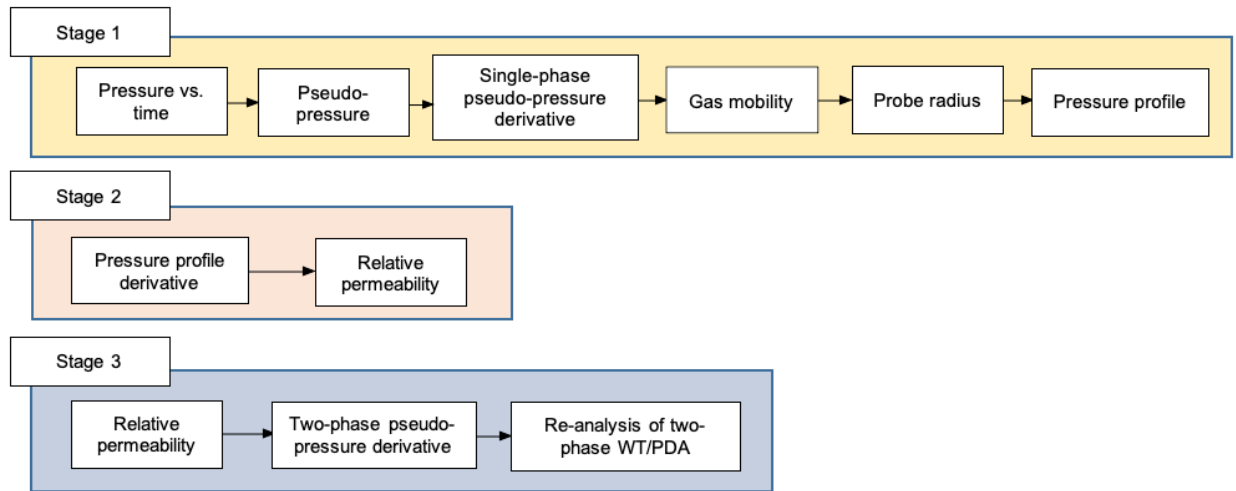 Stage 1
Pressure vs.
time
Pseudo-
pressure
Single-phase
pseudo-pressure
derivative
Gas mobility
Probe radius
Pressure profile
Stage 2
Pressure profile
derivative
Relative
permeability
Stage 3
Relative
permeability
Two-phase pseudo-
pressure derivative
Re-analysis of two-
phase WT/PDA